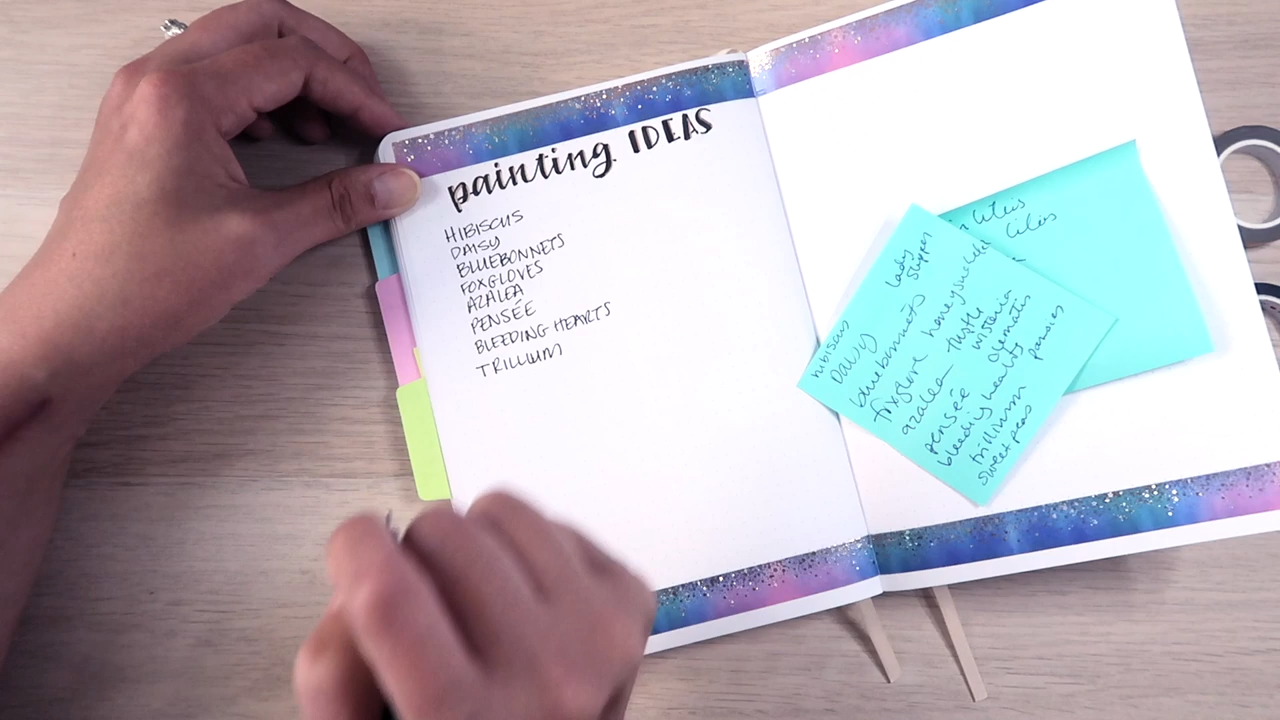 painting IDEAS
HIBISCUS
DAISY
BLUEBONNETS
FOXGLOVES
AZALEA
PENSÉE
BLEEDING HEARTS
TRILLIUM
hibiscus
Daisy
bluebonnets
foxglove
azalea
pensée
bleeding hearts
trillium
sweet peas
lady
slipper
honeysuckle
thistle
wisteria
clematis
pansies
lilies
lilies